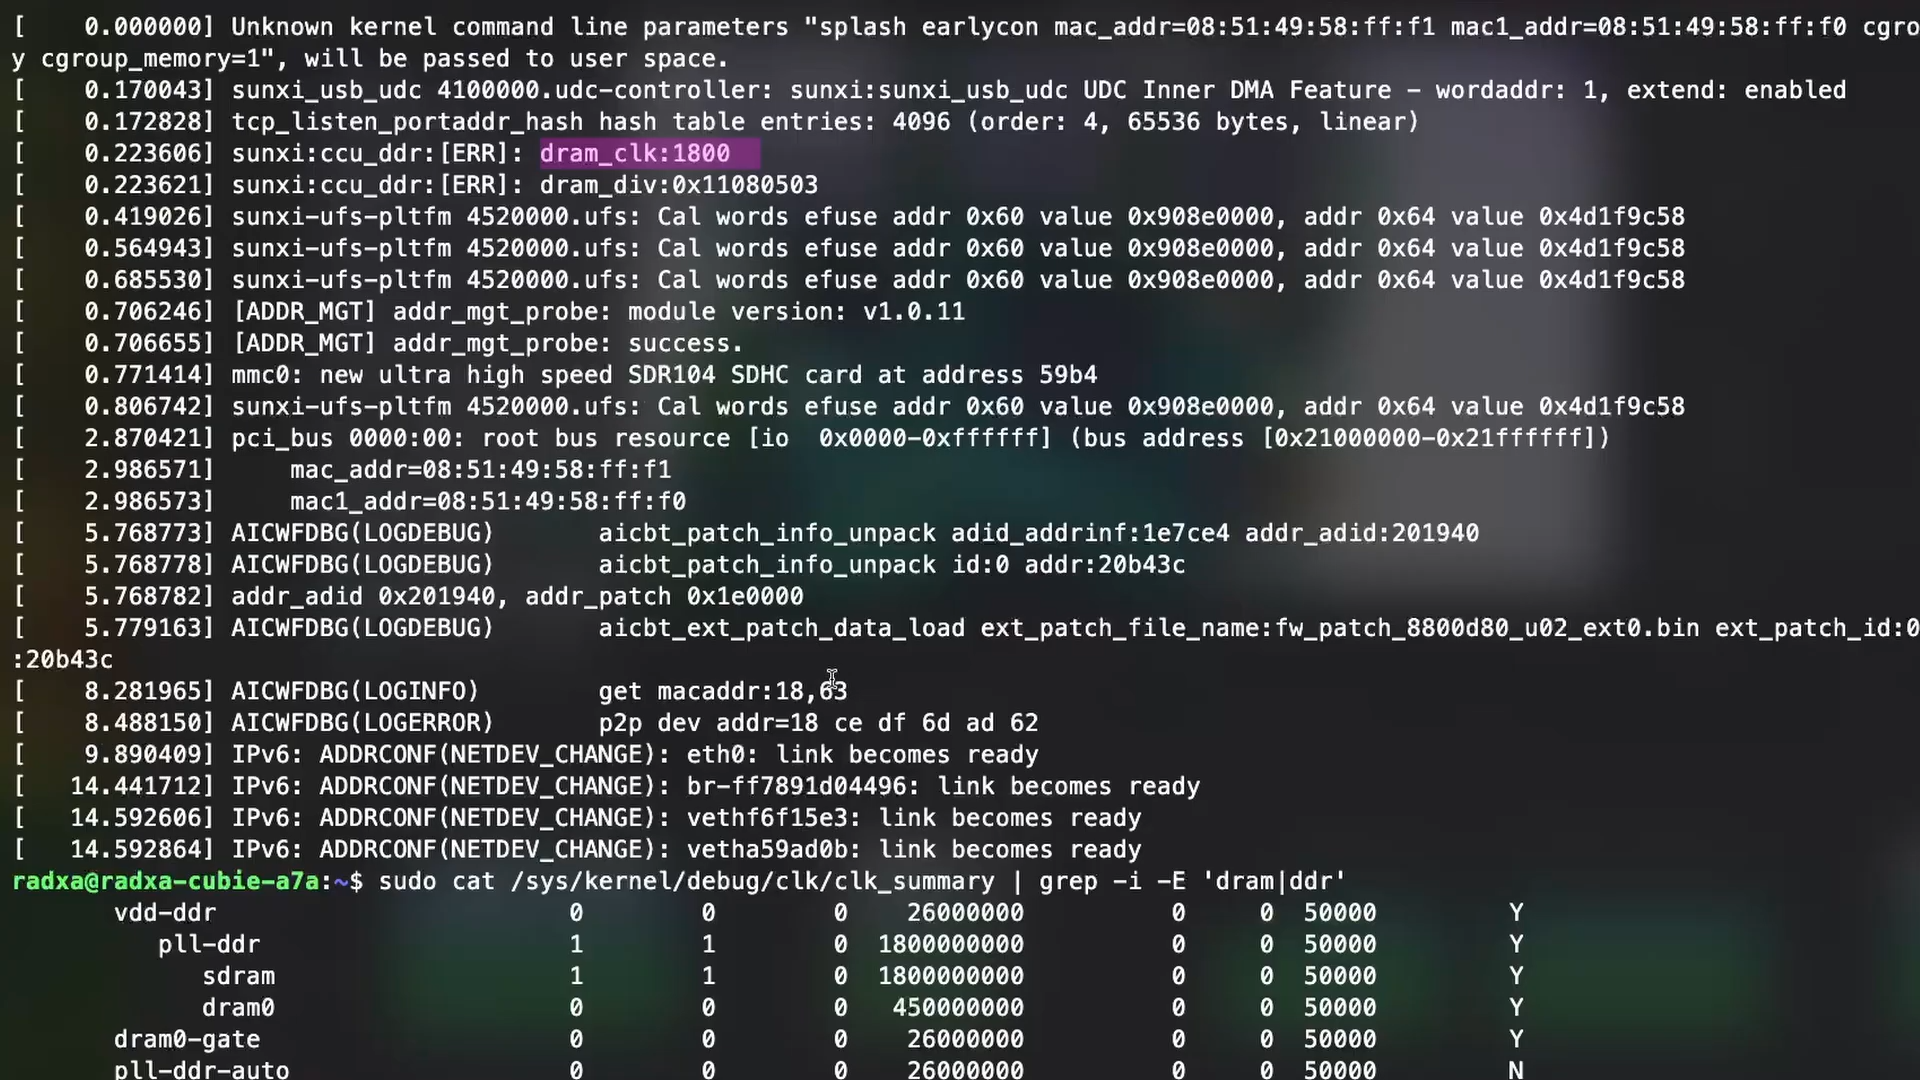 [    0.000000] Unknown kernel command line parameters "splash earlycon mac_addr=08:51:49:58:ff:f1 mac1_addr=08:51:49:58:ff:f0 cgro
y cgroup_memory=1", will be passed to user space.
[    0.170043] sunxi_usb_udc 4100000.udc-controller: sunxi:sunxi_usb_udc UDC Inner DMA Feature - wordaddr: 1, extend: enabled
[    0.172828] tcp_listen_portaddr_hash hash table entries: 4096 (order: 4, 65536 bytes, linear)
[    0.223606] sunxi:ccu_ddr:[ERR]: dram_clk:1800
[    0.223621] sunxi:ccu_ddr:[ERR]: dram_div:0x11080503
[    0.419026] sunxi-ufs-pltfm 4520000.ufs: Cal words efuse addr 0x60 value 0x908e0000, addr 0x64 value 0x4d1f9c58
[    0.564943] sunxi-ufs-pltfm 4520000.ufs: Cal words efuse addr 0x60 value 0x908e0000, addr 0x64 value 0x4d1f9c58
[    0.685530] sunxi-ufs-pltfm 4520000.ufs: Cal words efuse addr 0x60 value 0x908e0000, addr 0x64 value 0x4d1f9c58
[    0.706246] [ADDR_MGT] addr_mgt_probe: module version: v1.0.11
[    0.706655] [ADDR_MGT] addr_mgt_probe: success.
[    0.771414] mmc0: new ultra high speed SDR104 SDHC card at address 59b4
[    0.806742] sunxi-ufs-pltfm 4520000.ufs: Cal words efuse addr 0x60 value 0x908e0000, addr 0x64 value 0x4d1f9c58
[    2.870421] pci_bus 0000:00: root bus resource [io  0x0000-0xffffff] (bus address [0x21000000-0x21ffffff])
[    2.986571]     mac_addr=08:51:49:58:ff:f1
[    2.986573]     mac1_addr=08:51:49:58:ff:f0
[    5.768773] AICWFDBG(LOGDEBUG)       aicbt_patch_info_unpack adid_addrinf:1e7ce4 addr_adid:201940
[    5.768778] AICWFDBG(LOGDEBUG)       aicbt_patch_info_unpack id:0 addr:20b43c
[    5.768782] addr_adid 0x201940, addr_patch 0x1e0000
[    5.779163] AICWFDBG(LOGDEBUG)       aicbt_ext_patch_data_load ext_patch_file_name:fw_patch_8800d80_u02_ext0.bin ext_patch_id:0
:20b43c
[    8.281965] AICWFDBG(LOGINFO)        get macaddr:18,63
[    8.488150] AICWFDBG(LOGERROR)       p2p dev addr=18 ce df 6d ad 62
[    9.890409] IPv6: ADDRCONF(NETDEV_CHANGE): eth0: link becomes ready
[   14.441712] IPv6: ADDRCONF(NETDEV_CHANGE): br-ff7891d04496: link becomes ready
[   14.592606] IPv6: ADDRCONF(NETDEV_CHANGE): vethf6f15e3: link becomes ready
[   14.592864] IPv6: ADDRCONF(NETDEV_CHANGE): vetha59ad0b: link becomes ready
radxa@radxa-cubie-a7a:~$ sudo cat /sys/kernel/debug/clk/clk_summary | grep -i -E 'dram|ddr'
vdd-ddr 0 0 0 26000000 0 0 50000 Y
pll-ddr 1 1 0 1800000000 0 0 50000 Y
sdram 1 1 0 1800000000 0 0 50000 Y
dram0 0 0 0 450000000 0 0 50000 Y
dram0-gate 0 0 0 26000000 0 0 50000 Y
pll-ddr-auto 0 0 0 26000000 0 0 50000 N